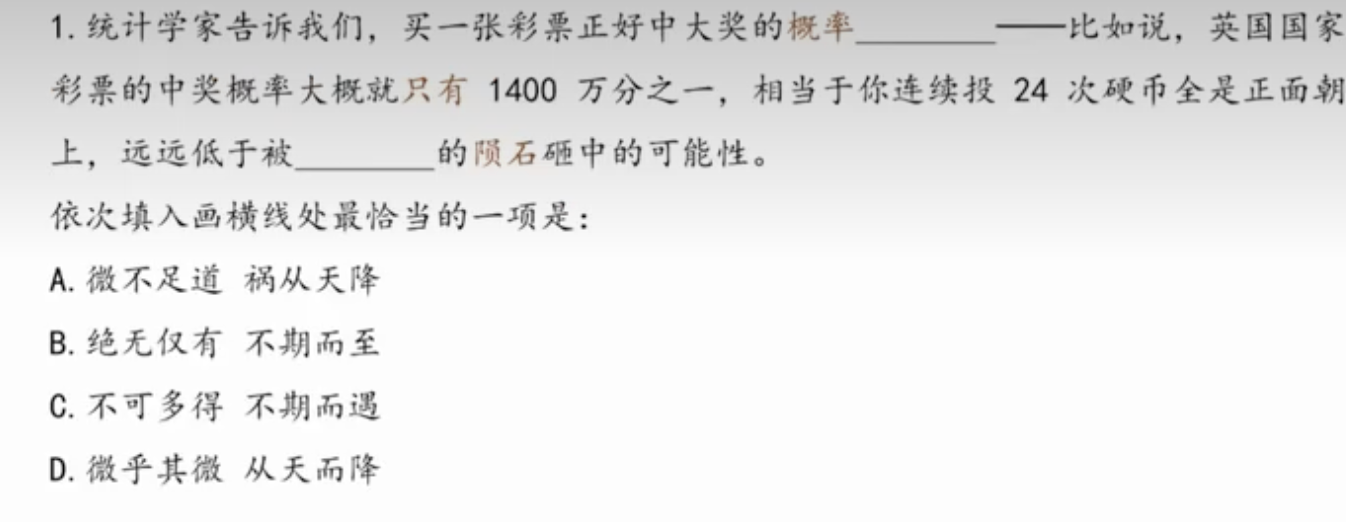 1. 统计学家告诉我们，买一张彩票正好中大奖的概率________——比如说，英国国家
彩票的中奖概率大概就只有 1400 万分之一，相当于你连续投 24 次硬币全是正面朝
上，远远低于被________的陨石砸中的可能性。
依次填入画横线处最恰当的一项是：
A. 微不足道 祸从天降
B. 绝无仅有 不期而至
C. 不可多得 不期而遇
D. 微乎其微 从天而降